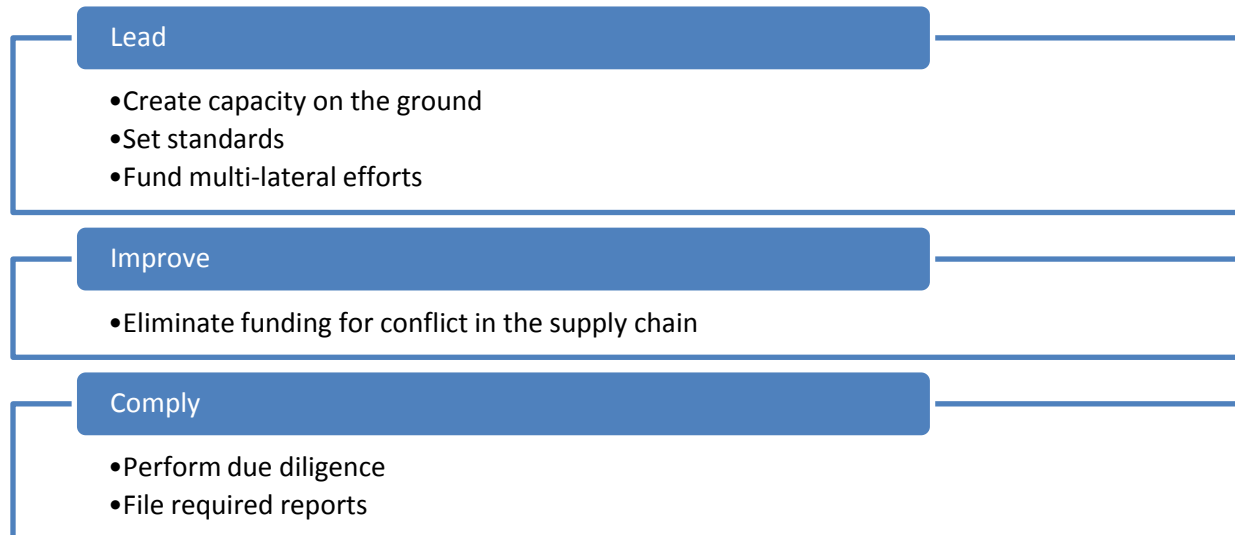 Lead
•Create capacity on the ground
•Set standards
•Fund multi-lateral efforts
Improve
•Eliminate funding for conflict in the supply chain
Comply
•Perform due diligence
•File required reports